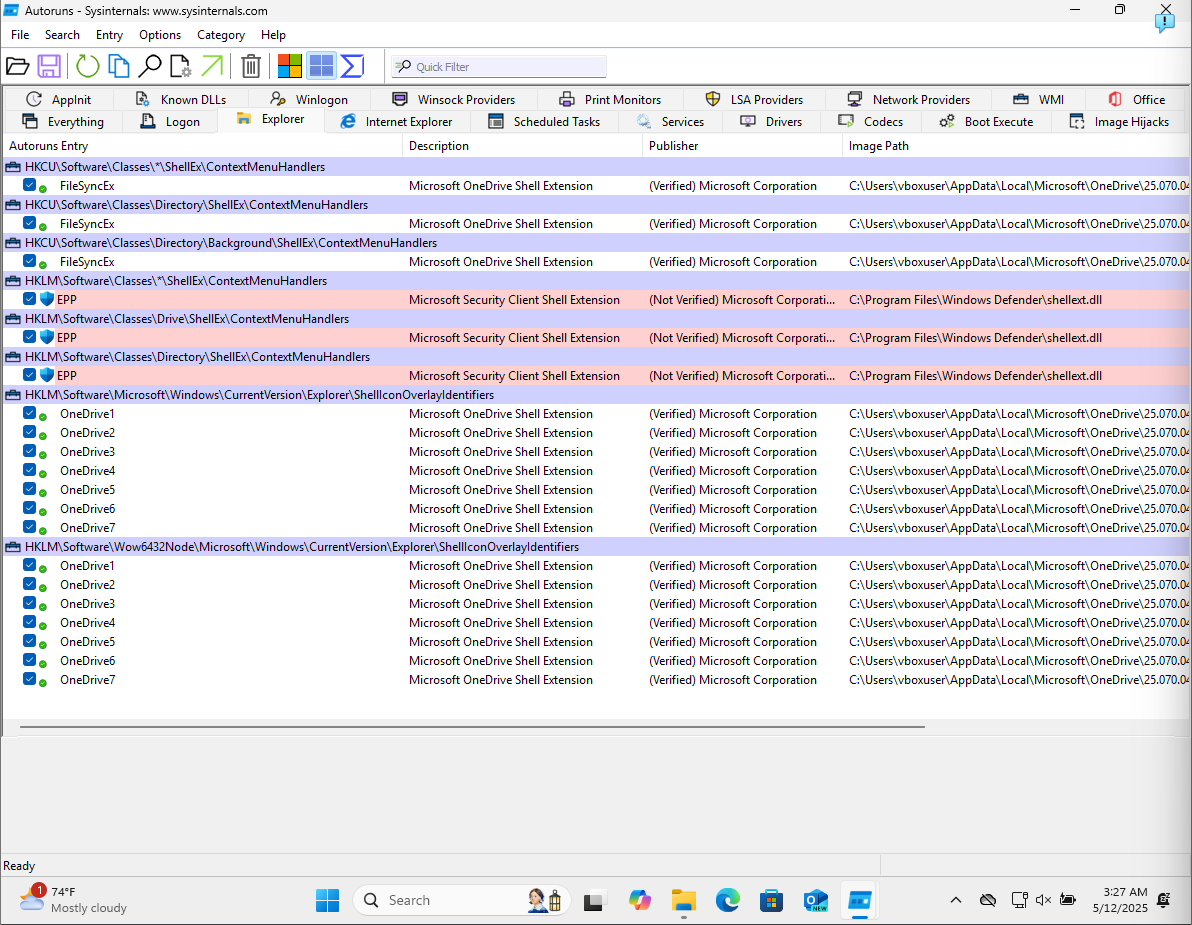 Autoruns - Sysinternals: www.sysinternals.com
File Search Entry Options Category Help
Quick Filter
AppInit Known DLLs Winlogon Winsock Providers Print Monitors LSA Providers Network Providers WMI Office
Everything Logon Explorer Internet Explorer Scheduled Tasks Services Drivers Codecs Boot Execute Image Hijacks
Autoruns Entry Description Publisher Image Path
HKCU\Software\Classes\*\ShellEx\ContextMenuHandlers
FileSyncEx Microsoft OneDrive Shell Extension (Verified) Microsoft Corporation C:\Users\vboxuser\AppData\Local\Microsoft\OneDrive\25.070.04
HKCU\Software\Classes\Directory\ShellEx\ContextMenuHandlers
FileSyncEx Microsoft OneDrive Shell Extension (Verified) Microsoft Corporation C:\Users\vboxuser\AppData\Local\Microsoft\OneDrive\25.070.04
HKCU\Software\Classes\Directory\Background\ShellEx\ContextMenuHandlers
FileSyncEx Microsoft OneDrive Shell Extension (Verified) Microsoft Corporation C:\Users\vboxuser\AppData\Local\Microsoft\OneDrive\25.070.04
HKLM\Software\Classes\*\ShellEx\ContextMenuHandlers
EPP Microsoft Security Client Shell Extension (Not Verified) Microsoft Corporati... C:\Program Files\Windows Defender\shellext.dll
HKLM\Software\Classes\Drive\ShellEx\ContextMenuHandlers
EPP Microsoft Security Client Shell Extension (Not Verified) Microsoft Corporati... C:\Program Files\Windows Defender\shellext.dll
HKLM\Software\Classes\Directory\ShellEx\ContextMenuHandlers
EPP Microsoft Security Client Shell Extension (Not Verified) Microsoft Corporati... C:\Program Files\Windows Defender\shellext.dll
HKLM\Software\Microsoft\Windows\CurrentVersion\Explorer\ShellIconOverlayIdentifiers
OneDrive1 Microsoft OneDrive Shell Extension (Verified) Microsoft Corporation C:\Users\vboxuser\AppData\Local\Microsoft\OneDrive\25.070.04
OneDrive2 Microsoft OneDrive Shell Extension (Verified) Microsoft Corporation C:\Users\vboxuser\AppData\Local\Microsoft\OneDrive\25.070.04
OneDrive3 Microsoft OneDrive Shell Extension (Verified) Microsoft Corporation C:\Users\vboxuser\AppData\Local\Microsoft\OneDrive\25.070.04
OneDrive4 Microsoft OneDrive Shell Extension (Verified) Microsoft Corporation C:\Users\vboxuser\AppData\Local\Microsoft\OneDrive\25.070.04
OneDrive5 Microsoft OneDrive Shell Extension (Verified) Microsoft Corporation C:\Users\vboxuser\AppData\Local\Microsoft\OneDrive\25.070.04
OneDrive6 Microsoft OneDrive Shell Extension (Verified) Microsoft Corporation C:\Users\vboxuser\AppData\Local\Microsoft\OneDrive\25.070.04
OneDrive7 Microsoft OneDrive Shell Extension (Verified) Microsoft Corporation C:\Users\vboxuser\AppData\Local\Microsoft\OneDrive\25.070.04
HKLM\Software\Wow6432Node\Microsoft\Windows\CurrentVersion\Explorer\ShellIconOverlayIdentifiers
OneDrive1 Microsoft OneDrive Shell Extension (Verified) Microsoft Corporation C:\Users\vboxuser\AppData\Local\Microsoft\OneDrive\25.070.04
OneDrive2 Microsoft OneDrive Shell Extension (Verified) Microsoft Corporation C:\Users\vboxuser\AppData\Local\Microsoft\OneDrive\25.070.04
OneDrive3 Microsoft OneDrive Shell Extension (Verified) Microsoft Corporation C:\Users\vboxuser\AppData\Local\Microsoft\OneDrive\25.070.04
OneDrive4 Microsoft OneDrive Shell Extension (Verified) Microsoft Corporation C:\Users\vboxuser\AppData\Local\Microsoft\OneDrive\25.070.04
OneDrive5 Microsoft OneDrive Shell Extension (Verified) Microsoft Corporation C:\Users\vboxuser\AppData\Local\Microsoft\OneDrive\25.070.04
OneDrive6 Microsoft OneDrive Shell Extension (Verified) Microsoft Corporation C:\Users\vboxuser\AppData\Local\Microsoft\OneDrive\25.070.04
OneDrive7 Microsoft OneDrive Shell Extension (Verified) Microsoft Corporation C:\Users\vboxuser\AppData\Local\Microsoft\OneDrive\25.070.04
Ready
1 74°F Search NEW 3:27 AM
Mostly cloudy 5/12/2025